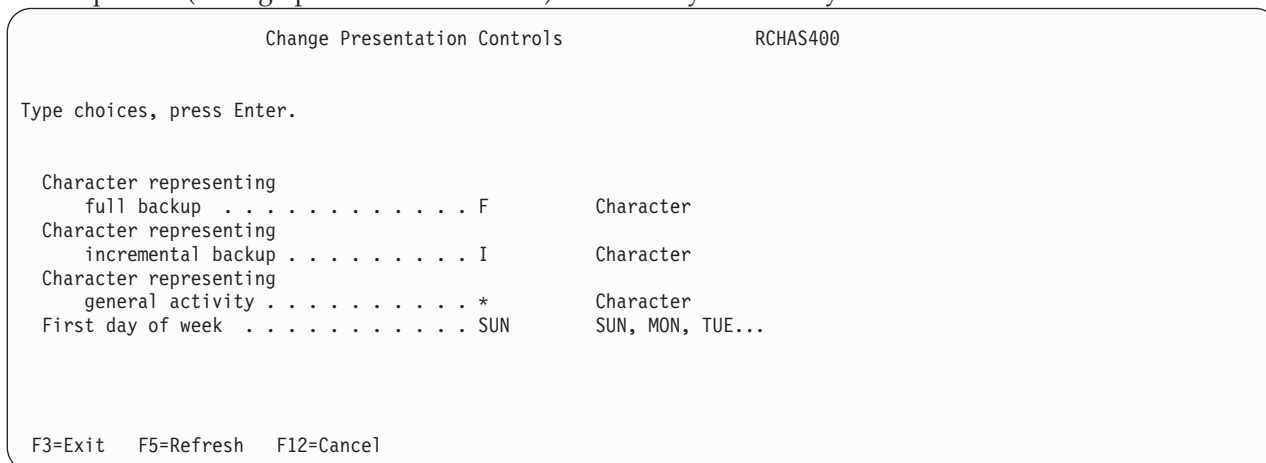 Change Presentation Controls RCHAS400
Type choices, press Enter.
Character representing
full backup . . . . . . . . . . . . F Character
Character representing
incremental backup . . . . . . . . . I Character
Character representing
general activity . . . . . . . . . . * Character
First day of week . . . . . . . . . . . SUN SUN, MON, TUE...
F3=Exit F5=Refresh F12=Cancel